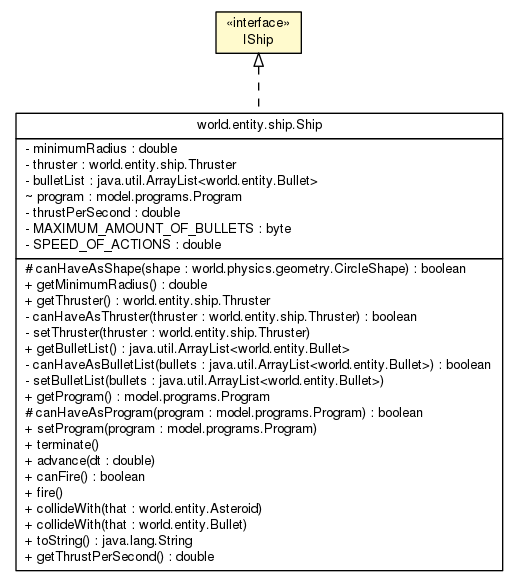 «interface»
IShip
world.entity.ship.Ship
- minimumRadius : double
- thruster : world.entity.ship.Thruster
- bulletList : java.util.ArrayList<world.entity.Bullet>
~ program : model.programs.Program
- thrustPerSecond : double
- MAXIMUM_AMOUNT_OF_BULLETS : byte
- SPEED_OF_ACTIONS : double
# canHaveAsShape(shape : world.physics.geometry.CircleShape) : boolean
+ getMinimumRadius() : double
+ getThruster() : world.entity.ship.Thruster
- canHaveAsThruster(thruster : world.entity.ship.Thruster) : boolean
- setThruster(thruster : world.entity.ship.Thruster)
+ getBulletList() : java.util.ArrayList<world.entity.Bullet>
- canHaveAsBulletList(bullets : java.util.ArrayList<world.entity.Bullet>) : boolean
- setBulletList(bullets : java.util.ArrayList<world.entity.Bullet>)
+ getProgram() : model.programs.Program
# canHaveAsProgram(program : model.programs.Program) : boolean
+ setProgram(program : model.programs.Program)
+ terminate()
+ advance(dt : double)
+ canFire() : boolean
+ fire()
+ collideWith(that : world.entity.Asteroid)
+ collideWith(that : world.entity.Bullet)
+ toString() : java.lang.String
+ getThrustPerSecond() : double